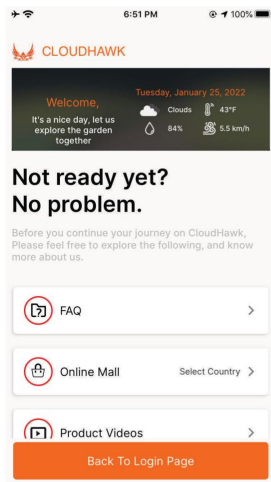 6:51 PM
100%
CLOUDHAWK
Tuesday, January 25, 2022
Welcome,
Clouds 43°F
It's a nice day, let us
explore the garden
together
84% 5.5 km/h
Not ready yet?
No problem.
Before you continue your journey on CloudHawk,
Please feel free to explore the following, and know
more about us.
FAQ
Online Mall Select Country
Product Videos
Back To Login Page